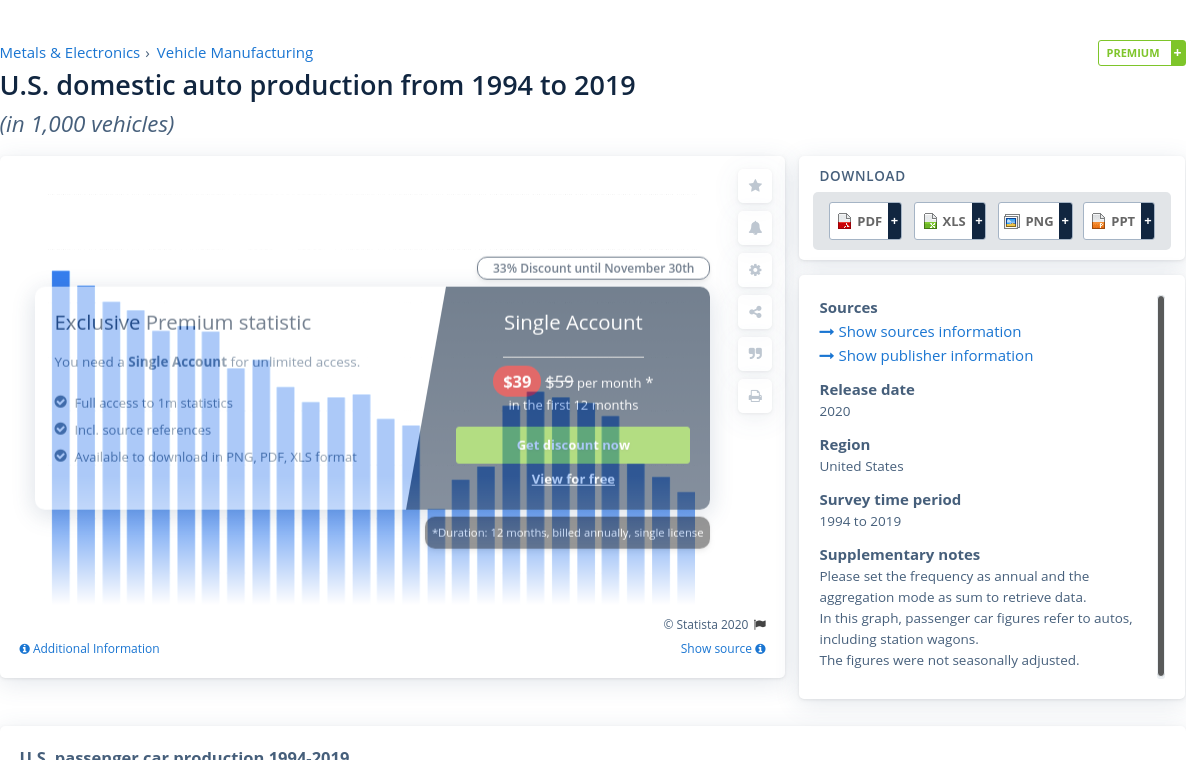 Metals & Electronics › Vehicle Manufacturing
PREMIUM +
U.S. domestic auto production from 1994 to 2019
(in 1,000 vehicles)
33% Discount until November 30th
Exclusive Premium statistic
You need a Single Account for unlimited access.
Full access to 1m statistics
Incl. source references
Available to download in PNG, PDF, XLS format
Single Account
$39 $59 per month *
in the first 12 months
Get discount now
View for free
*Duration: 12 months, billed annually, single license
© Statista 2020
Additional Information
Show source
DOWNLOAD
PDF + XLS + PNG + PPT +
Sources
Show sources information
Show publisher information
Release date
2020
Region
United States
Survey time period
1994 to 2019
Supplementary notes
Please set the frequency as annual and the
aggregation mode as sum to retrieve data.
In this graph, passenger car figures refer to autos,
including station wagons.
The figures were not seasonally adjusted.
U.S. passenger car production 1994-2019